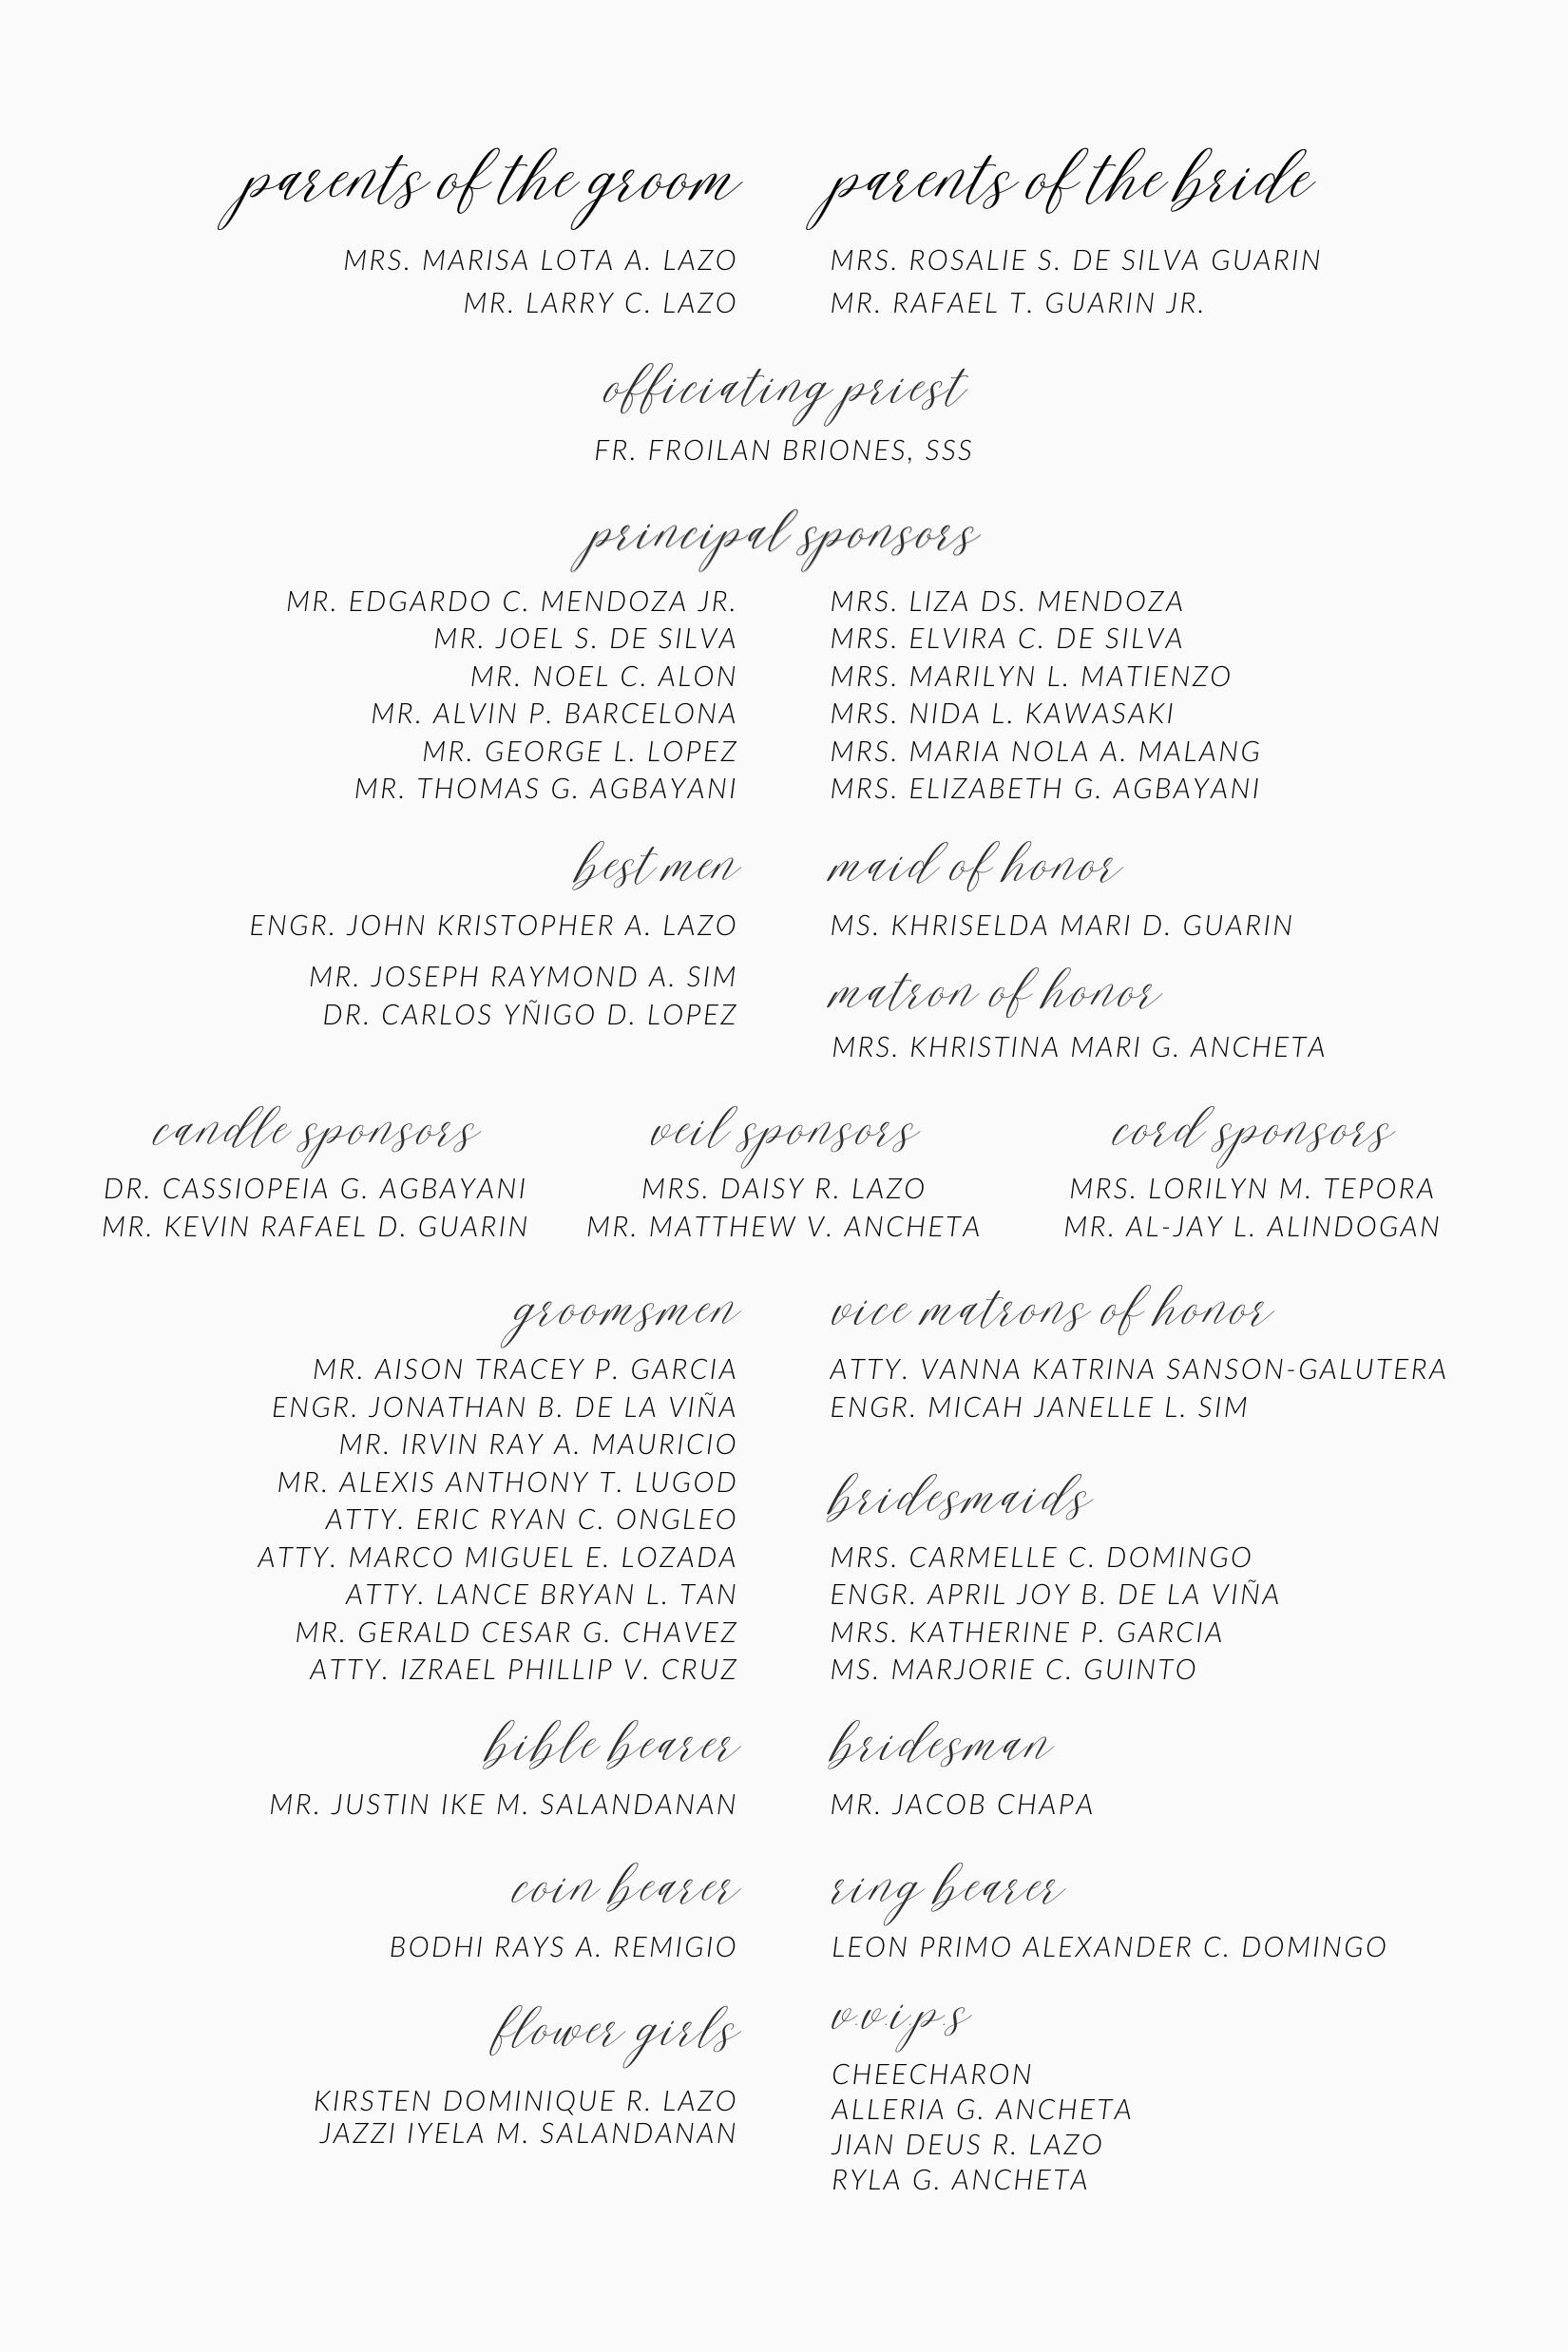 parents of the groom
MRS. MARISA LOTA A. LAZO
MR. LARRY C. LAZO
parents of the bride
MRS. ROSALIE S. DE SILVA GUARIN
MR. RAFAEL T. GUARIN JR.
officiating priest
FR. FROILAN BRIONES, SSS
principal sponsors
MR. EDGARDO C. MENDOZA JR.
MR. JOEL S. DE SILVA
MR. NOEL C. ALON
MR. ALVIN P. BARCELONA
MR. GEORGE L. LOPEZ
MR. THOMAS G. AGBAYANI
MRS. LIZA DS. MENDOZA
MRS. ELVIRA C. DE SILVA
MRS. MARILYN L. MATIENZO
MRS. NIDA L. KAWASAKI
MRS. MARIA NOLA A. MALANG
MRS. ELIZABETH G. AGBAYANI
best men
ENGR. JOHN KRISTOPHER A. LAZO
MR. JOSEPH RAYMOND A. SIM
DR. CARLOS YÑIGO D. LOPEZ
maid of honor
MS. KHRISELDA MARI D. GUARIN
matron of honor
MRS. KHRISTINA MARI G. ANCHETA
candle sponsors
DR. CASSIOPEIA G. AGBAYANI
MR. KEVIN RAFAEL D. GUARIN
veil sponsors
MRS. DAISY R. LAZO
MR. MATTHEW V. ANCHETA
cord sponsors
MRS. LORILYN M. TEPORA
MR. AL-JAY L. ALINDOGAN
groomsmen
MR. AISON TRACEY P. GARCIA
ENGR. JONATHAN B. DE LA VIÑA
MR. IRVIN RAY A. MAURICIO
MR. ALEXIS ANTHONY T. LUGOD
ATTY. ERIC RYAN C. ONGLEO
ATTY. MARCO MIGUEL E. LOZADA
ATTY. LANCE BRYAN L. TAN
MR. GERALD CESAR G. CHAVEZ
ATTY. IZRAEL PHILLIP V. CRUZ
vice matrons of honor
ATTY. VANNA KATRINA SANSON-GALUTERA
ENGR. MICAH JANELLE L. SIM
bridesmaids
MRS. CARMELLE C. DOMINGO
ENGR. APRIL JOY B. DE LA VIÑA
MRS. KATHERINE P. GARCIA
MS. MARJORIE C. GUINTO
bible bearer
MR. JUSTIN IKE M. SALANDANAN
bridesman
MR. JACOB CHAPA
coin bearer
BODHI RAYS A. REMIGIO
ring bearer
LEON PRIMO ALEXANDER C. DOMINGO
flower girls
KIRSTEN DOMINIQUE R. LAZO
JAZZI IYELA M. SALANDANAN
v.v.i.p.s
CHEECHARON
ALLERIA G. ANCHETA
JIAN DEUS R. LAZO
RYLA G. ANCHETA